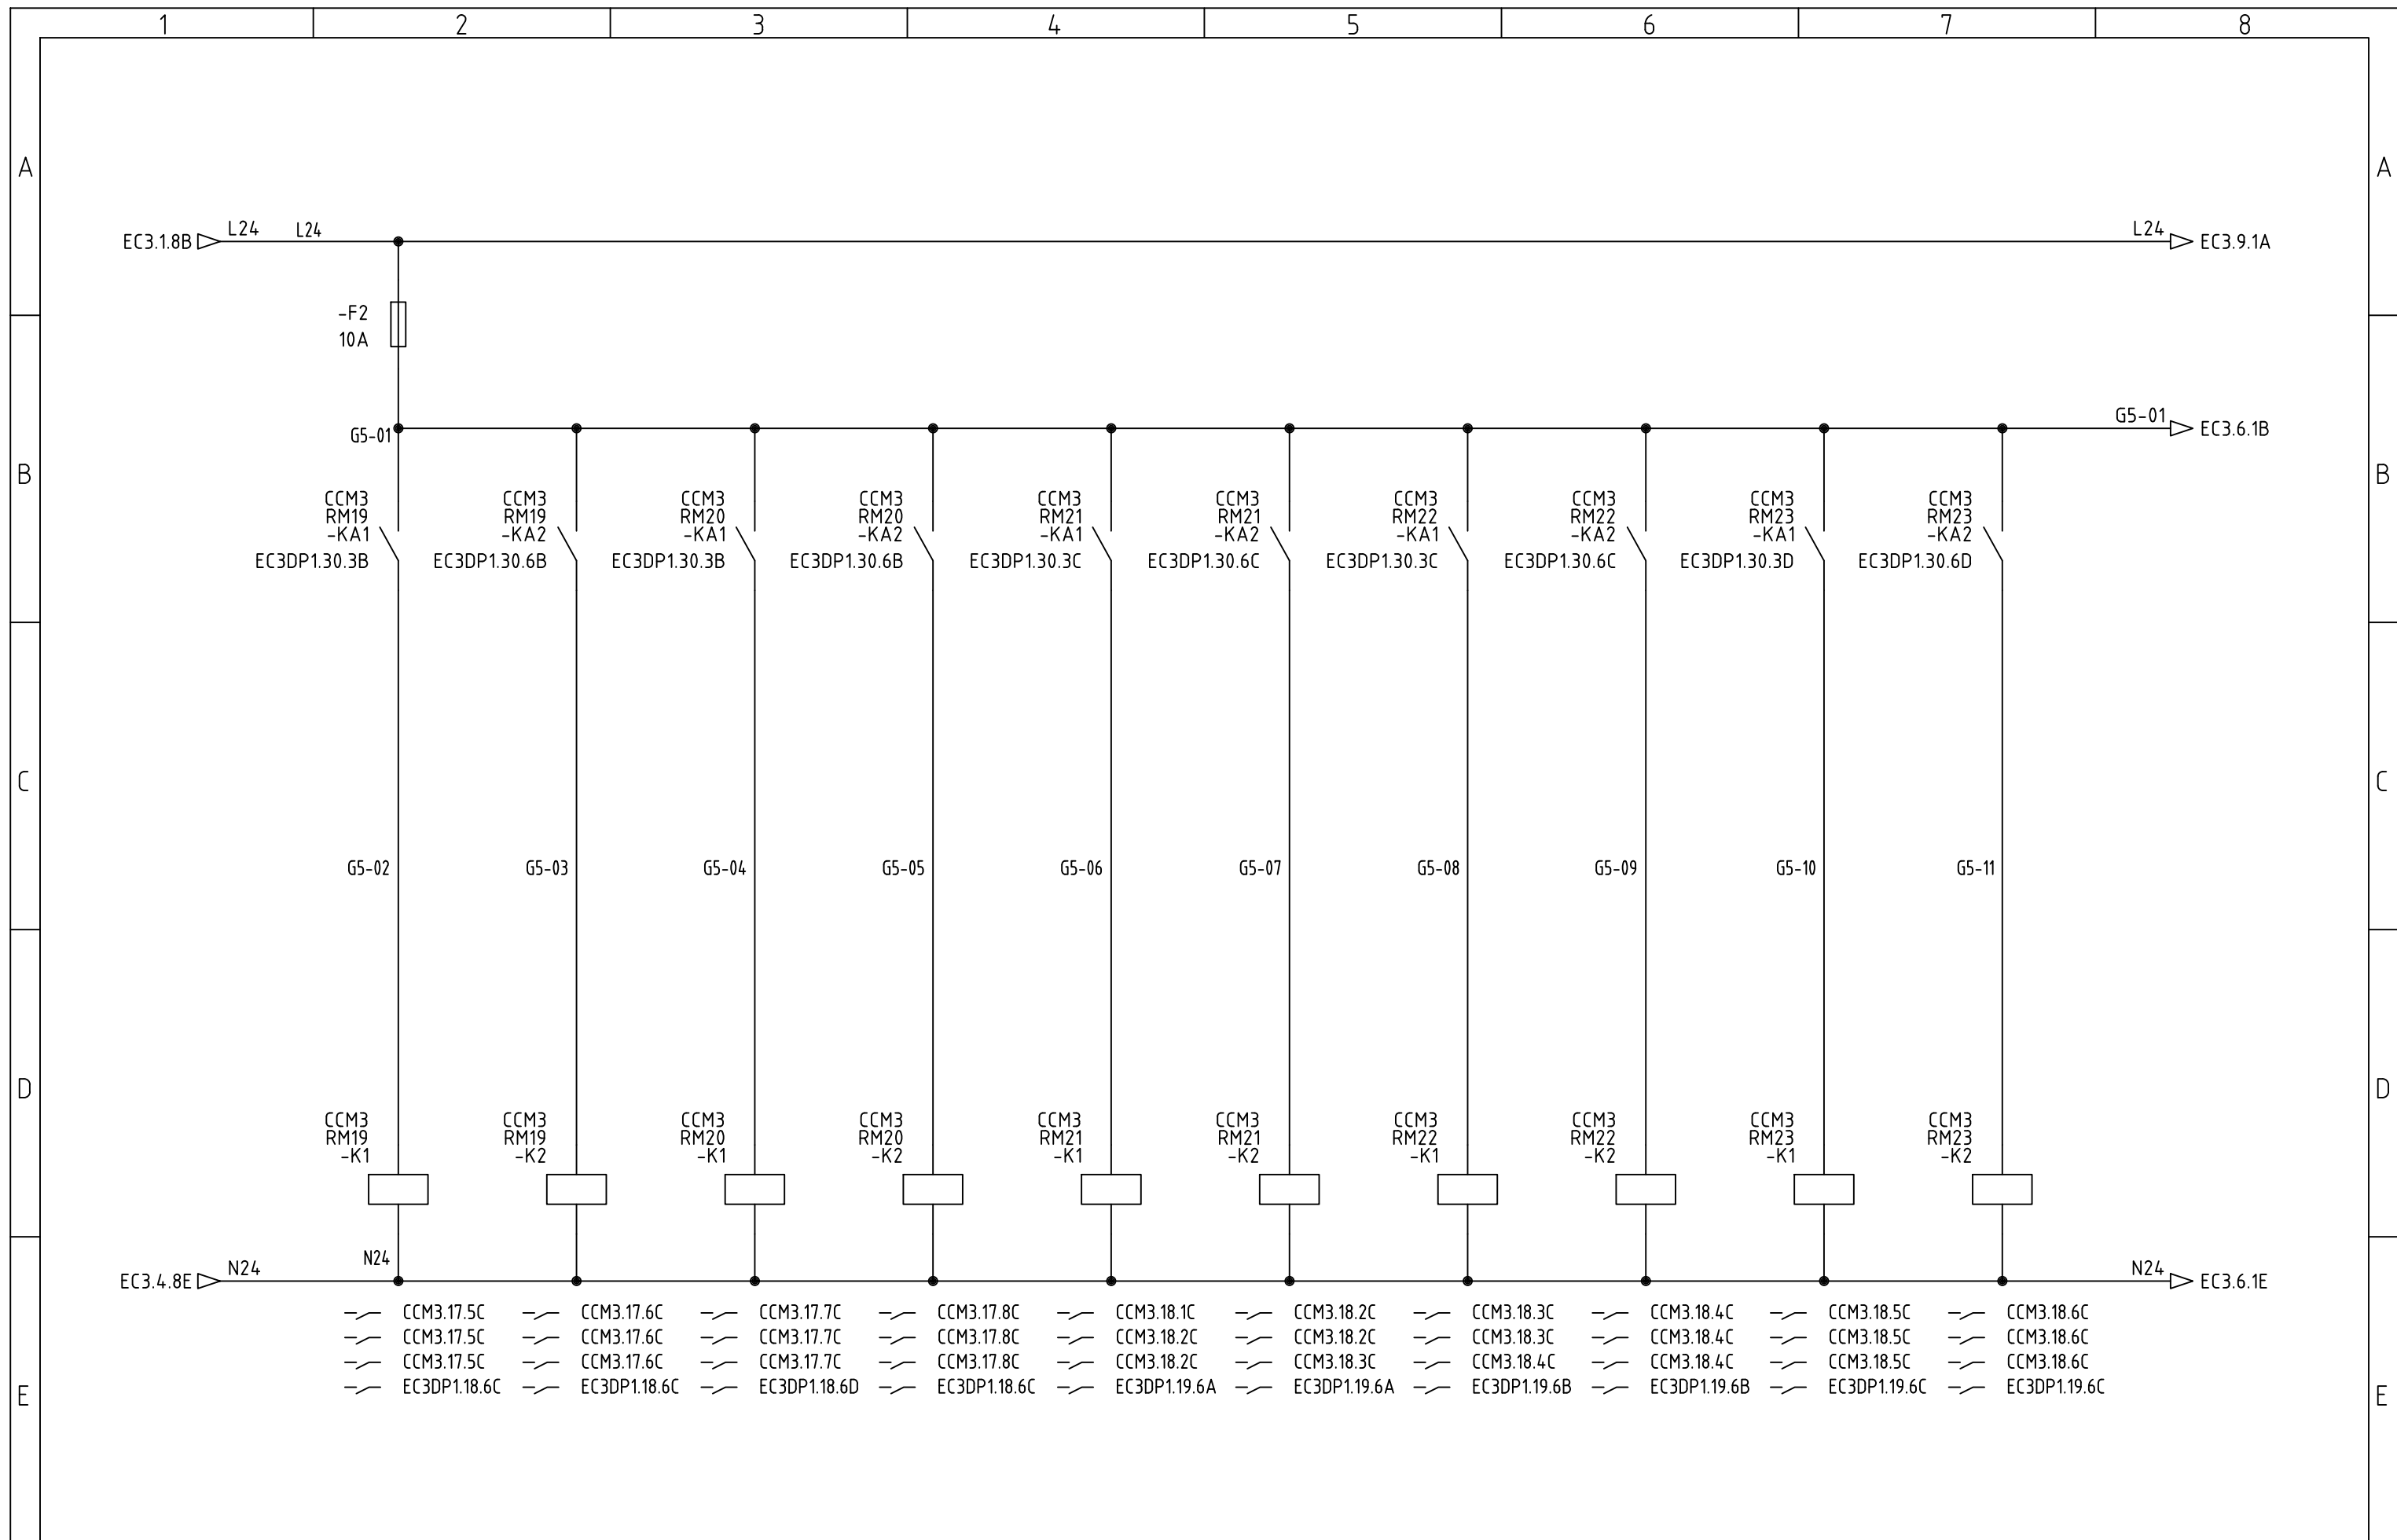 1 2 3 4 5 6 7 8
A A
L24 L24 L24
EC3.1.8B EC3.9.1A
-F2
10A
G5-01
G5-01 EC3.6.1B
B B
CCM3 CCM3 CCM3 CCM3 CCM3 CCM3 CCM3 CCM3 CCM3 CCM3
RM19 RM19 RM20 RM20 RM21 RM21 RM22 RM22 RM23 RM23
-KA1 -KA2 -KA1 -KA2 -KA1 -KA2 -KA1 -KA2 -KA1 -KA2
EC3DP1.30.3B EC3DP1.30.6B EC3DP1.30.3B EC3DP1.30.6B EC3DP1.30.3C EC3DP1.30.6C EC3DP1.30.3C EC3DP1.30.6C EC3DP1.30.3D EC3DP1.30.6D
C C
G5-02 G5-03 G5-04 G5-05 G5-06 G5-07 G5-08 G5-09 G5-10 G5-11
D D
CCM3 CCM3 CCM3 CCM3 CCM3 CCM3 CCM3 CCM3 CCM3 CCM3
RM19 RM19 RM20 RM20 RM21 RM21 RM22 RM22 RM23 RM23
-K1 -K2 -K1 -K2 -K1 -K2 -K1 -K2 -K1 -K2
N24 N24 N24
EC3.4.8E EC3.6.1E
CCM3.17.5C CCM3.17.6C CCM3.17.7C CCM3.17.8C CCM3.18.1C CCM3.18.2C CCM3.18.3C CCM3.18.4C CCM3.18.5C CCM3.18.6C
CCM3.17.5C CCM3.17.6C CCM3.17.7C CCM3.17.8C CCM3.18.2C CCM3.18.2C CCM3.18.3C CCM3.18.4C CCM3.18.5C CCM3.18.6C
CCM3.17.5C CCM3.17.6C CCM3.17.7C CCM3.17.8C CCM3.18.2C CCM3.18.3C CCM3.18.4C CCM3.18.4C CCM3.18.5C CCM3.18.6C
EC3DP1.18.6C EC3DP1.18.6C EC3DP1.18.6D EC3DP1.18.6C EC3DP1.19.6A EC3DP1.19.6A EC3DP1.19.6B EC3DP1.19.6B EC3DP1.19.6C EC3DP1.19.6C
E E